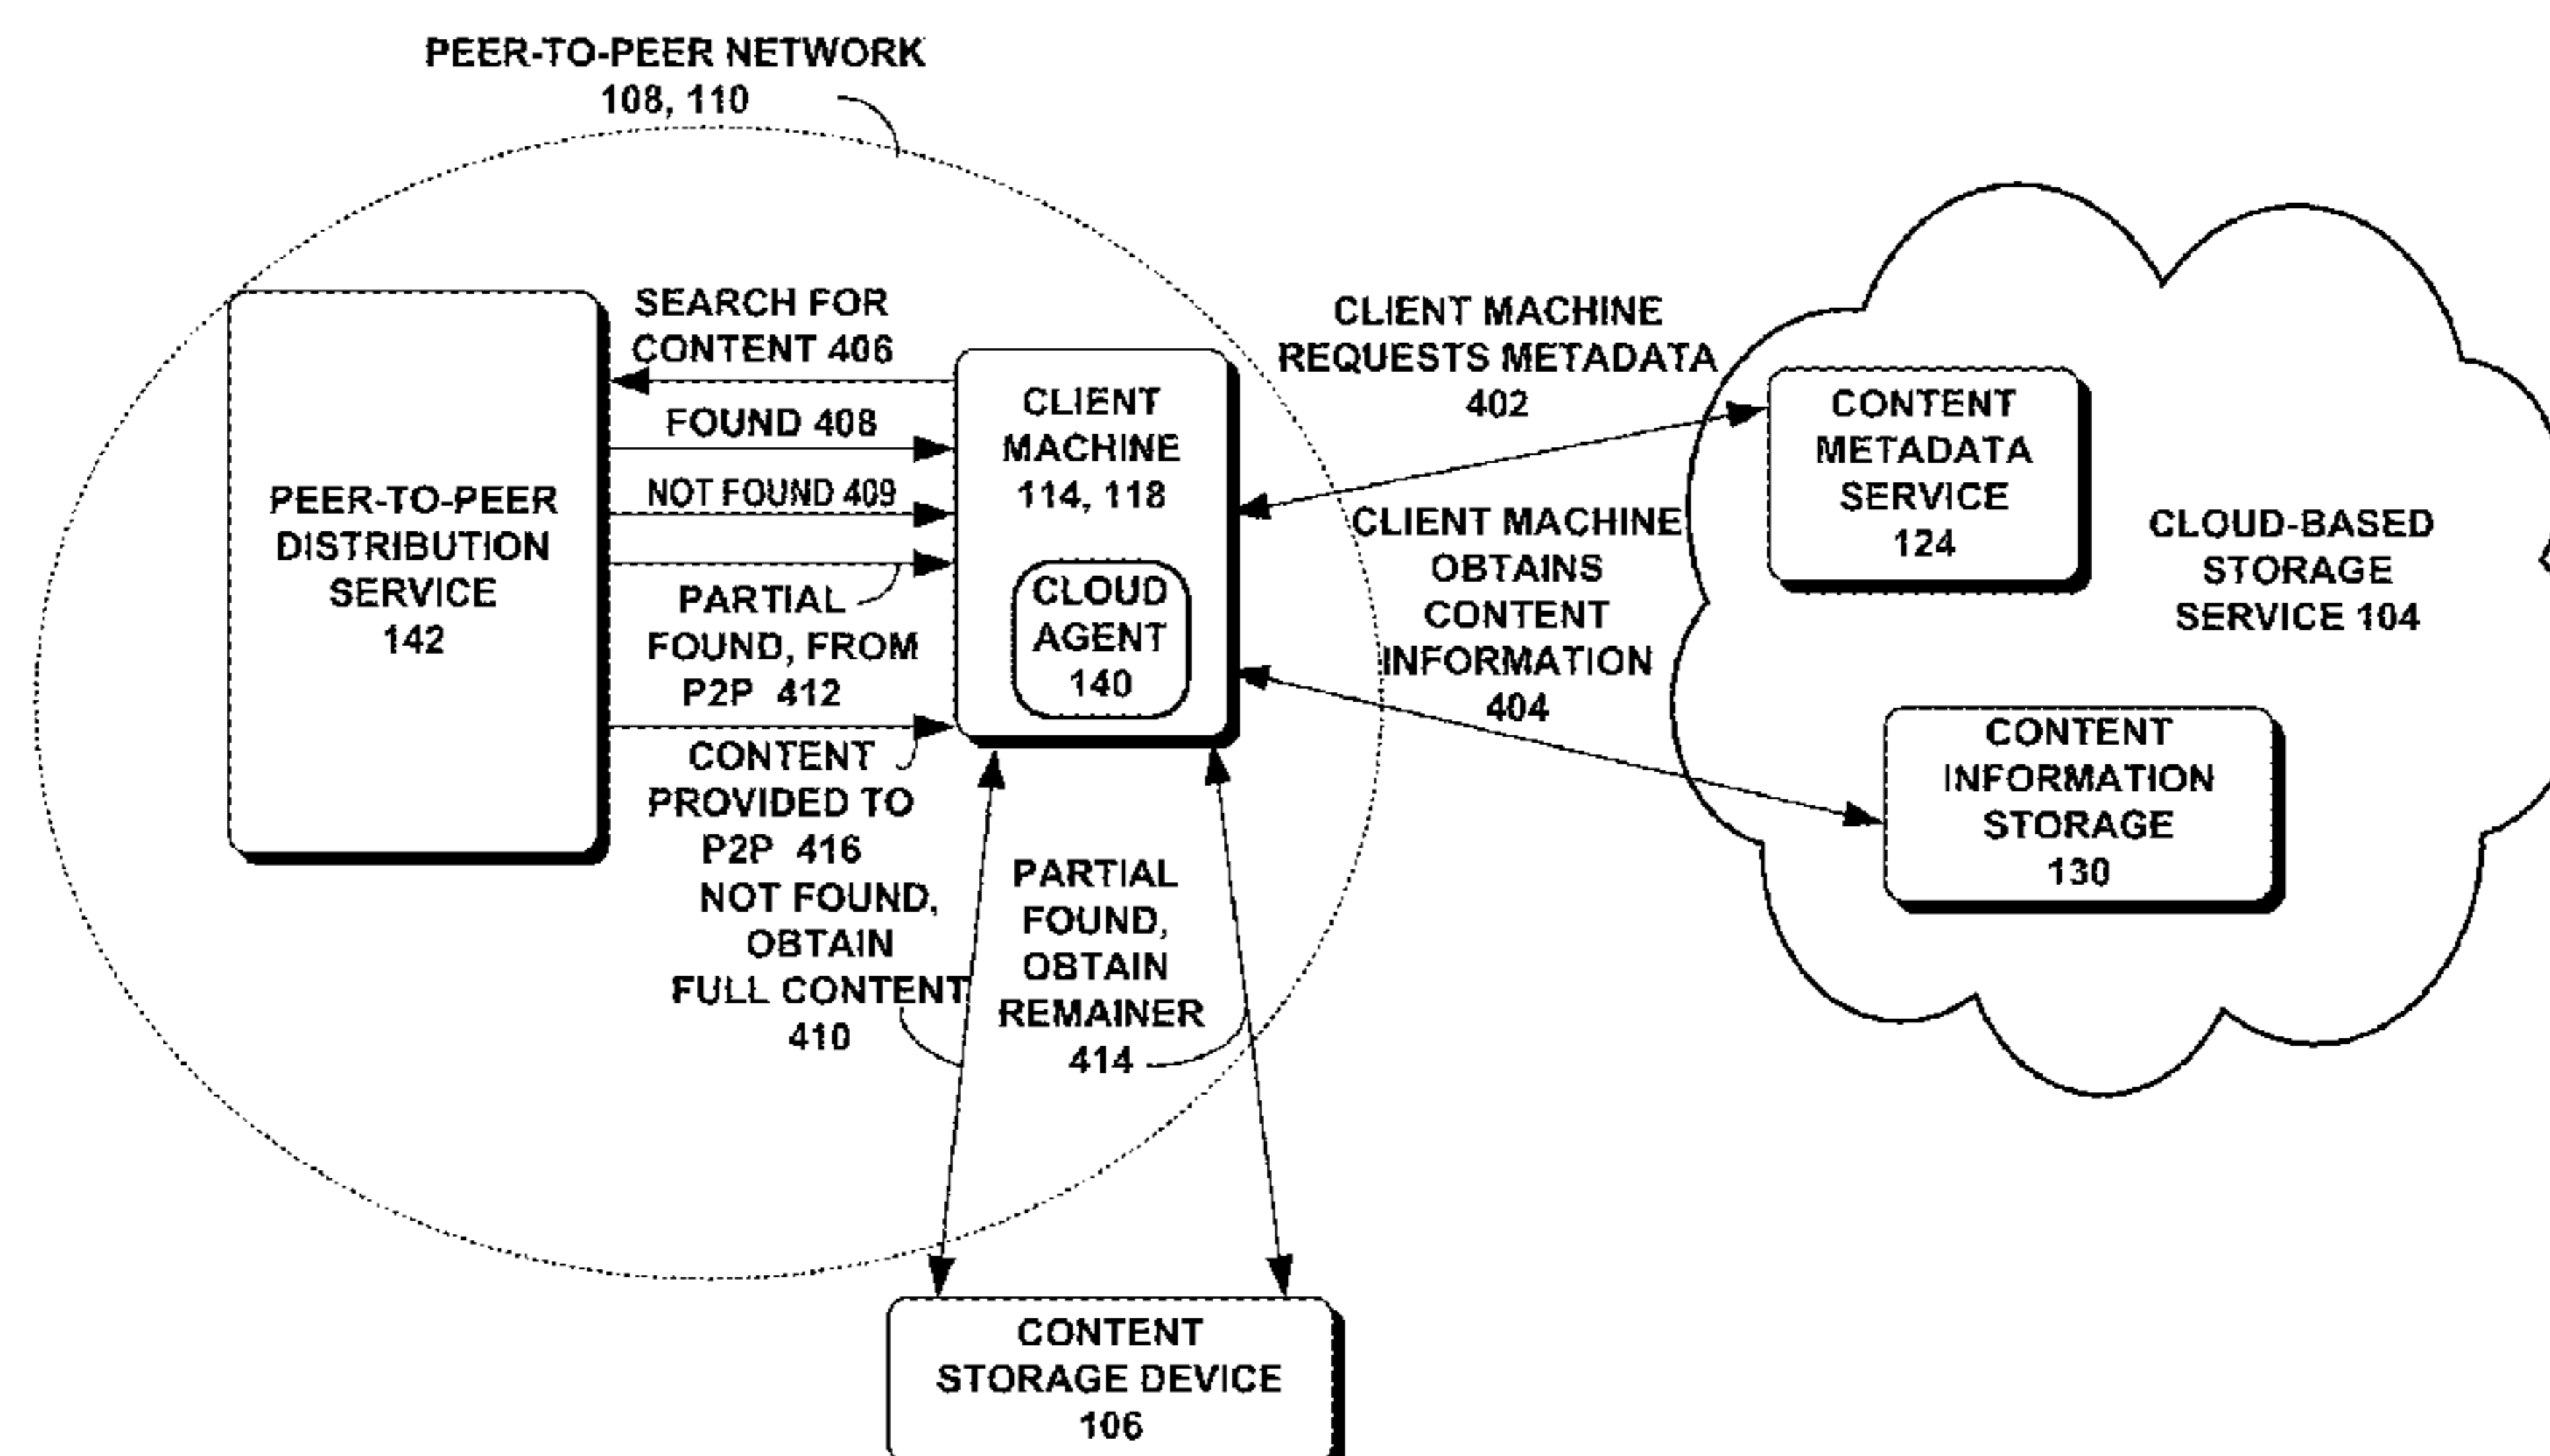 PEER-TO-PEER NETWORK
108, 110
SEARCH FOR
CONTENT 406
FOUND 408
NOT FOUND 409
PARTIAL
FOUND, FROM
P2P 412
CONTENT
PROVIDED TO
P2P 416
NOT FOUND,
OBTAIN
FULL CONTENT
410
PEER-TO-PEER
DISTRIBUTION
SERVICE
142
CLIENT
MACHINE
114, 118
CLOUD
AGENT
140
PARTIAL
FOUND,
OBTAIN
REMAINER
414
CLIENT MACHINE
REQUESTS METADATA
402
CLIENT MACHINE
OBTAINS
CONTENT
INFORMATION
404
CONTENT
METADATA
SERVICE
124
CLOUD-BASED
STORAGE
SERVICE 104
CONTENT
INFORMATION
STORAGE
130
CONTENT
STORAGE DEVICE
106